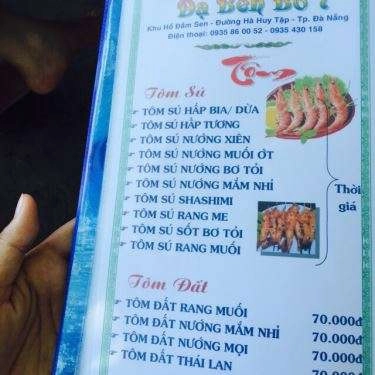 Khu Hồ Đầm Sen - Đường Hà Huy Tập - Tp. Đà Nẵng
Điện thoại: 0935 86 00 52 - 0935 430 158
Tôm
Tôm Sú
TÔM SÚ HẤP BIA/ DỪA
TÔM SÚ HẤP TƯƠNG
TÔM SÚ NƯỚNG XIÊN
TÔM SÚ NƯỚNG MUỐI ỚT
TÔM SÚ NƯỚNG BƠ TỎI
TÔM SÚ NƯỚNG MẮM NHỈ
TÔM SÚ SHASHIMI
TÔM SÚ RANG ME
TÔM SÚ SỐT BƠ TỎI
TÔM SÚ RANG MUỐI
Thời
giá
Tôm Đất
TÔM ĐẤT RANG MUỐI 70.000đ
TÔM ĐẤT NƯỚNG MẮM NHỈ 70.000đ
TÔM ĐẤT NƯỚNG MỌI 70.000đ
TÔM ĐẤT THÁI LAN